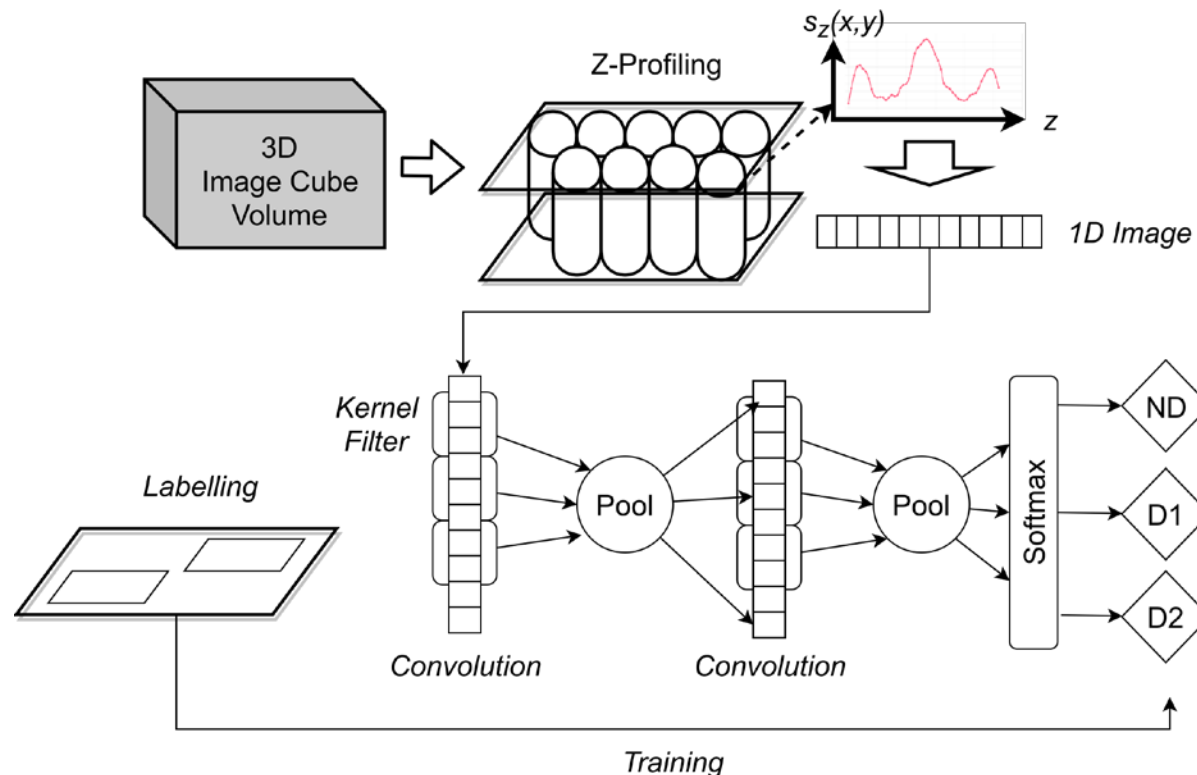 s_z(x,y)
Z-Profiling
3D
Image Cube
Volume
z
1D Image
Kernel
Filter
Labelling
Pool
Pool
Softmax
ND
D1
D2
Convolution
Convolution
Training